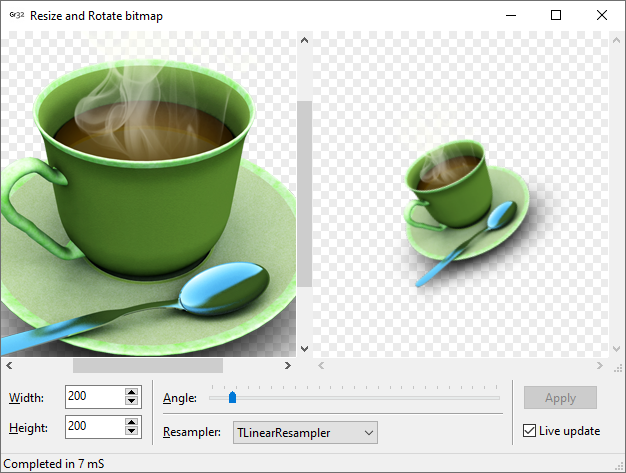 Gr32 Resize and Rotate bitmap
Width: 200
Height: 200
Angle:
Resampler: TLinearResampler
Apply
Live update
Completed in 7 mS